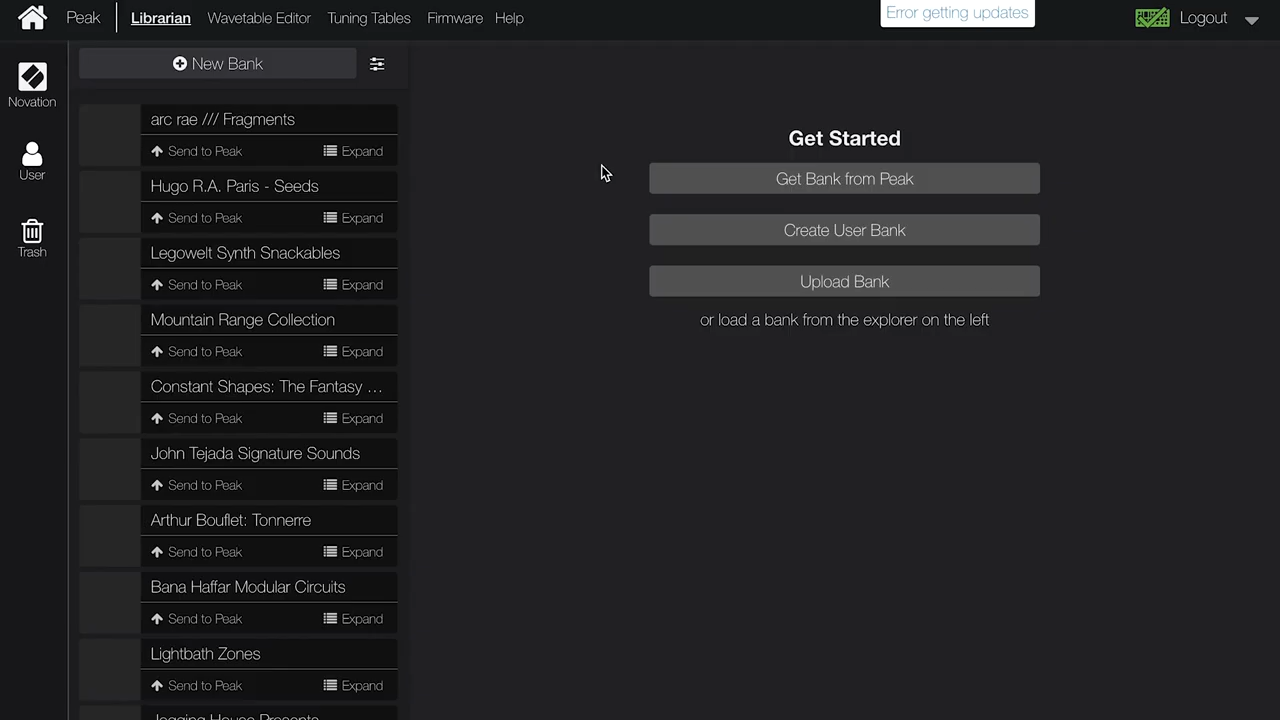 Peak Librarian Wavetable Editor Tuning Tables Firmware Help Error getting updates Logout
Novation
User
Trash
New Bank
arc rae /// Fragments
Send to Peak Expand
Hugo R.A. Paris - Seeds
Send to Peak Expand
Legowelt Synth Snackables
Send to Peak Expand
Mountain Range Collection
Send to Peak Expand
Constant Shapes: The Fantasy ...
Send to Peak Expand
John Tejada Signature Sounds
Send to Peak Expand
Arthur Bouflet: Tonnerre
Send to Peak Expand
Bana Haffar Modular Circuits
Send to Peak Expand
Lightbath Zones
Send to Peak Expand
Jogging House Presents
Get Started
Get Bank from Peak
Create User Bank
Upload Bank
or load a bank from the explorer on the left